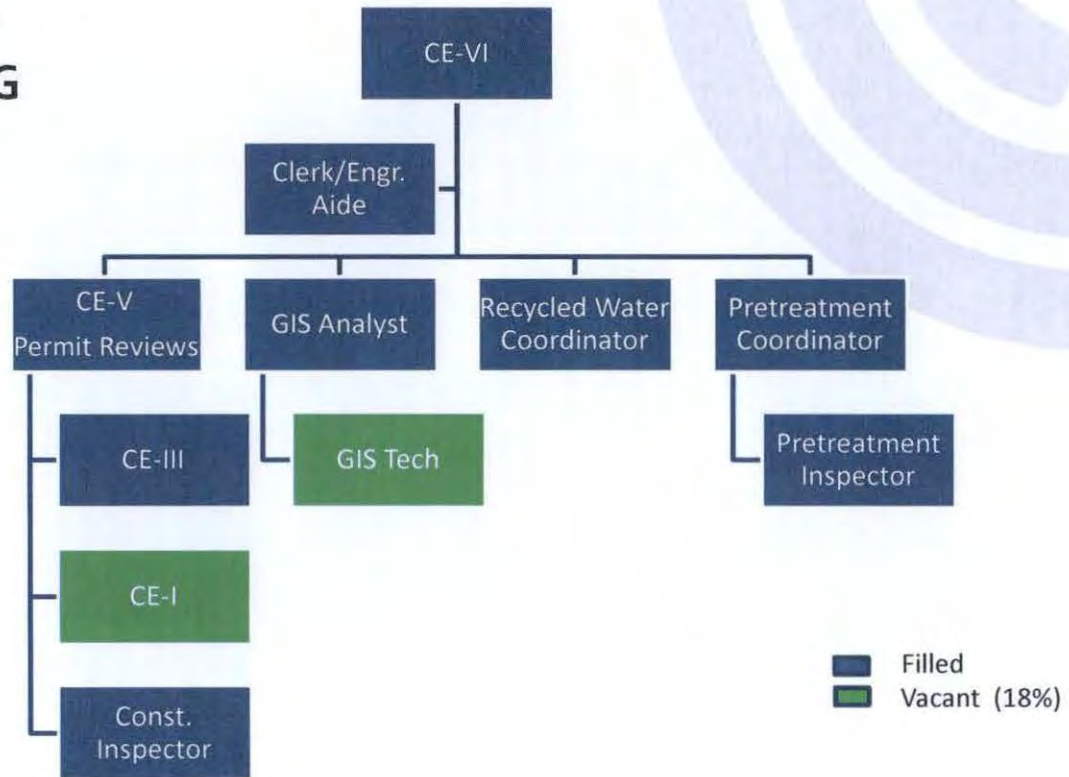 G
CE-VI
Clerk/Engr.
Aide
CE-V
Permit Reviews
GIS Analyst
Recycled Water
Coordinator
Pretreatment
Coordinator
CE-III
GIS Tech
Pretreatment
Inspector
CE-I
Const.
Inspector
Filled
Vacant (18%)